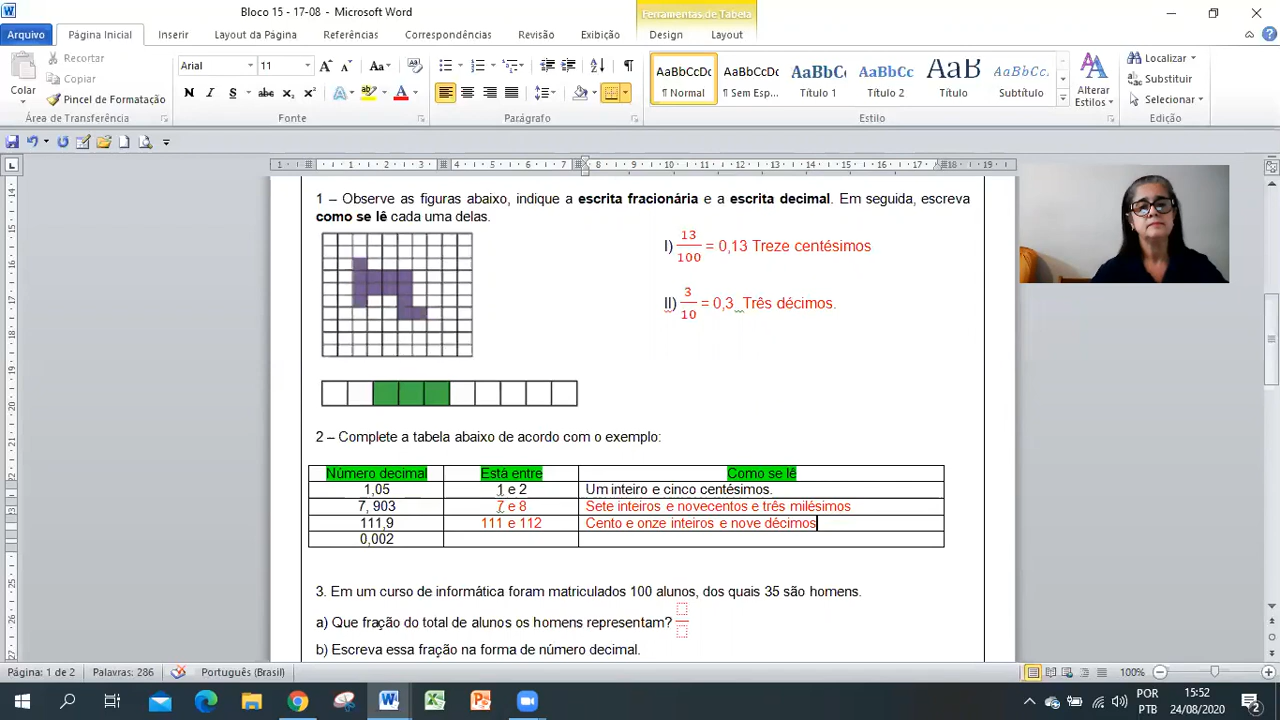 Bloco 15 - 17-08 - Microsoft Word
Ferramentas de Tabela
Arquivo
Página Inicial
Inserir
Layout da Página
Referências
Correspondências
Revisão
Exibição
Design
Layout
Colar
Recortar
Copiar
Pincel de Formatação
Área de Transferência
Arial
11
Fonte
Parágrafo
AaBbCcDc
¶ Normal
AaBbCcDc
¶ Sem Esp...
AaBbC
Título 1
AaBbCc
Título 2
AaB
Título
AaBbCc
Subtítulo
Alterar
Estilos
Estilo
Localizar
Substituir
Selecionar
Edição
1 – Observe as figuras abaixo, indique a escrita fracionária e a escrita decimal. Em seguida, escreva
como se lê cada uma delas.
I) 13/100 = 0,13 Treze centésimos
II) 3/10 = 0,3 Três décimos.
2 – Complete a tabela abaixo de acordo com o exemplo:
Número decimal Está entre Como se lê
1,05 1 e 2 Um inteiro e cinco centésimos.
7, 903 7 e 8 Sete inteiros e novecentos e três milésimos
111,9 111 e 112 Cento e onze inteiros e nove décimos
0,002
3. Em um curso de informática foram matriculados 100 alunos, dos quais 35 são homens.
a) Que fração do total de alunos os homens representam?
b) Escreva essa fração na forma de número decimal.
Página: 1 de 2
Palavras: 286
Português (Brasil)
100%
POR
PTB
15:52
24/08/2020